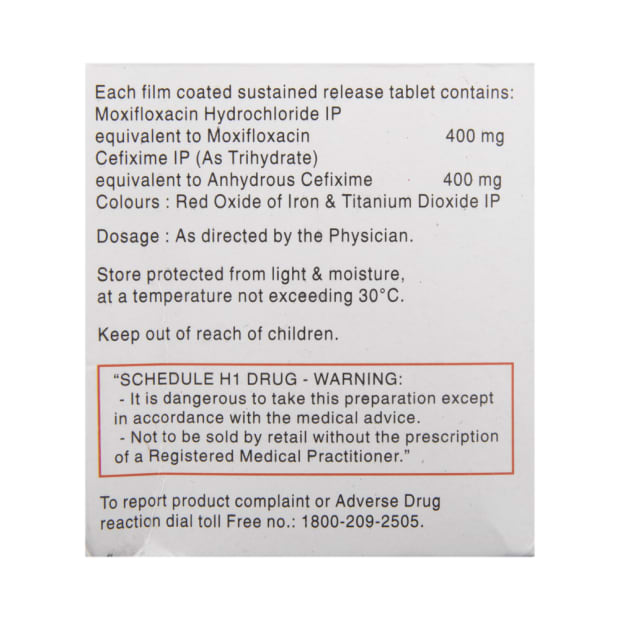 Each film coated sustained release tablet contains:
Moxifloxacin Hydrochloride IP
equivalent to Moxifloxacin 400 mg
Cefixime IP (As Trihydrate)
equivalent to Anhydrous Cefixime 400 mg
Colours : Red Oxide of Iron & Titanium Dioxide IP
Dosage : As directed by the Physician.
Store protected from light & moisture,
at a temperature not exceeding 30°C.
Keep out of reach of children.
“SCHEDULE H1 DRUG - WARNING:
- It is dangerous to take this preparation except
in accordance with the medical advice.
- Not to be sold by retail without the prescription
of a Registered Medical Practitioner.”
To report product complaint or Adverse Drug
reaction dial toll Free no.: 1800-209-2505.